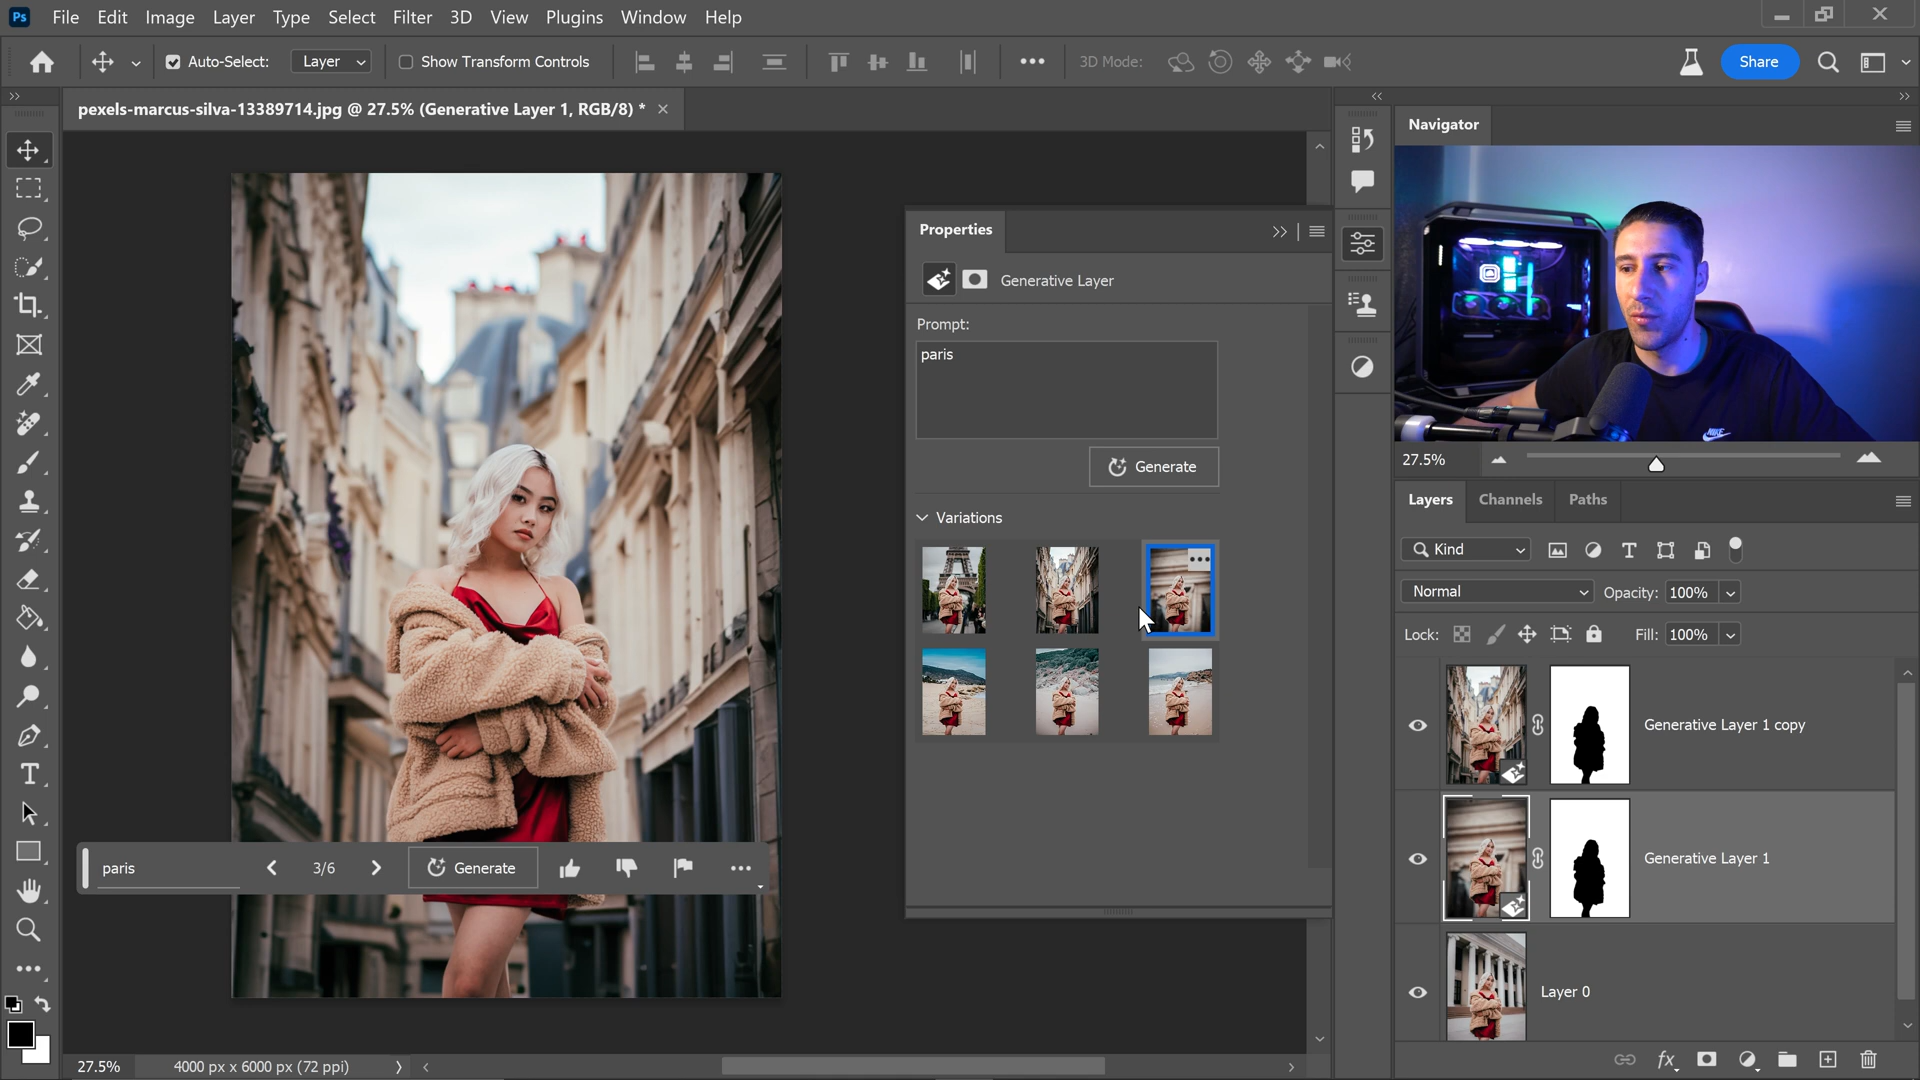 Ps File Edit Image Layer Type Select Filter 3D View Plugins Window Help
Auto-Select: Layer Show Transform Controls 3D Mode: Share
pexels-marcus-silva-13389714.jpg @ 27.5% (Generative Layer 1, RGB/8) *
Navigator
Properties
Generative Layer
Prompt:
paris
Generate
Variations
paris 3/6 Generate
27.5%
Layers Channels Paths
Kind
Normal Opacity: 100%
Lock: Fill: 100%
Generative Layer 1 copy
Generative Layer 1
Layer 0
fx
27.5% 4000 px x 6000 px (72 ppi)